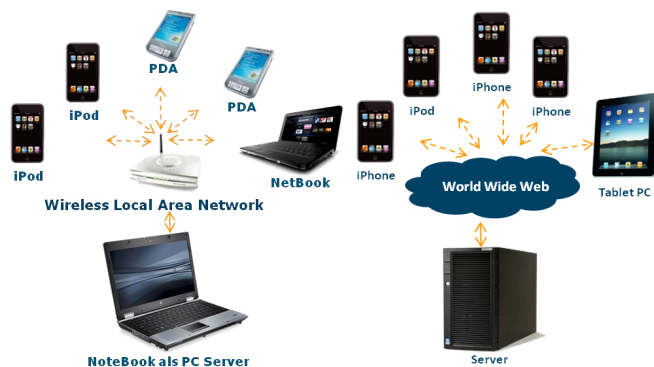 PDA
PDA
iPod
iPod
NetBook
Wireless Local Area Network
NoteBook als PC Server
iPhone
iPod
iPhone
iPhone
World Wide Web
Tablet PC
Server